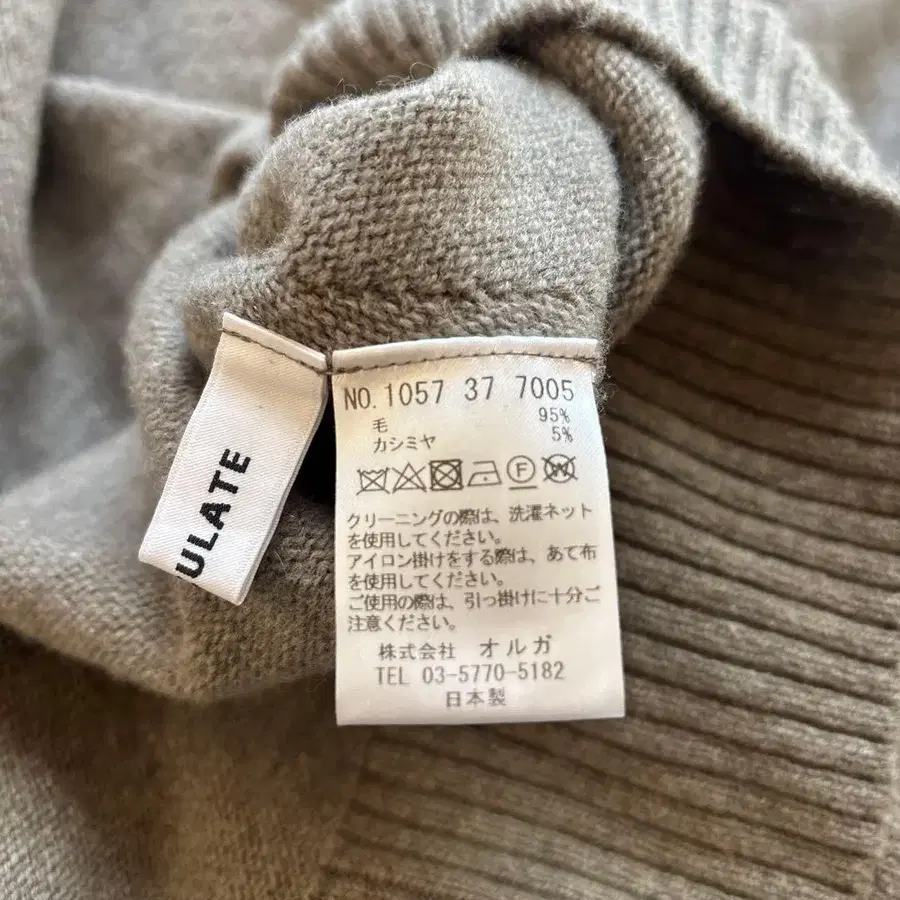 ULATE
NO. 1057 37 7005
毛 95%
カシミヤ 5%
F W
クリーニングの際は、洗濯ネット
を使用してください。
アイロン掛けをする際は、あて布
を使用してください。
ご使用の際は、引っ掛けに十分ご
注意ください。
株式会社 オルガ
TEL 03-5770-5182
日本製